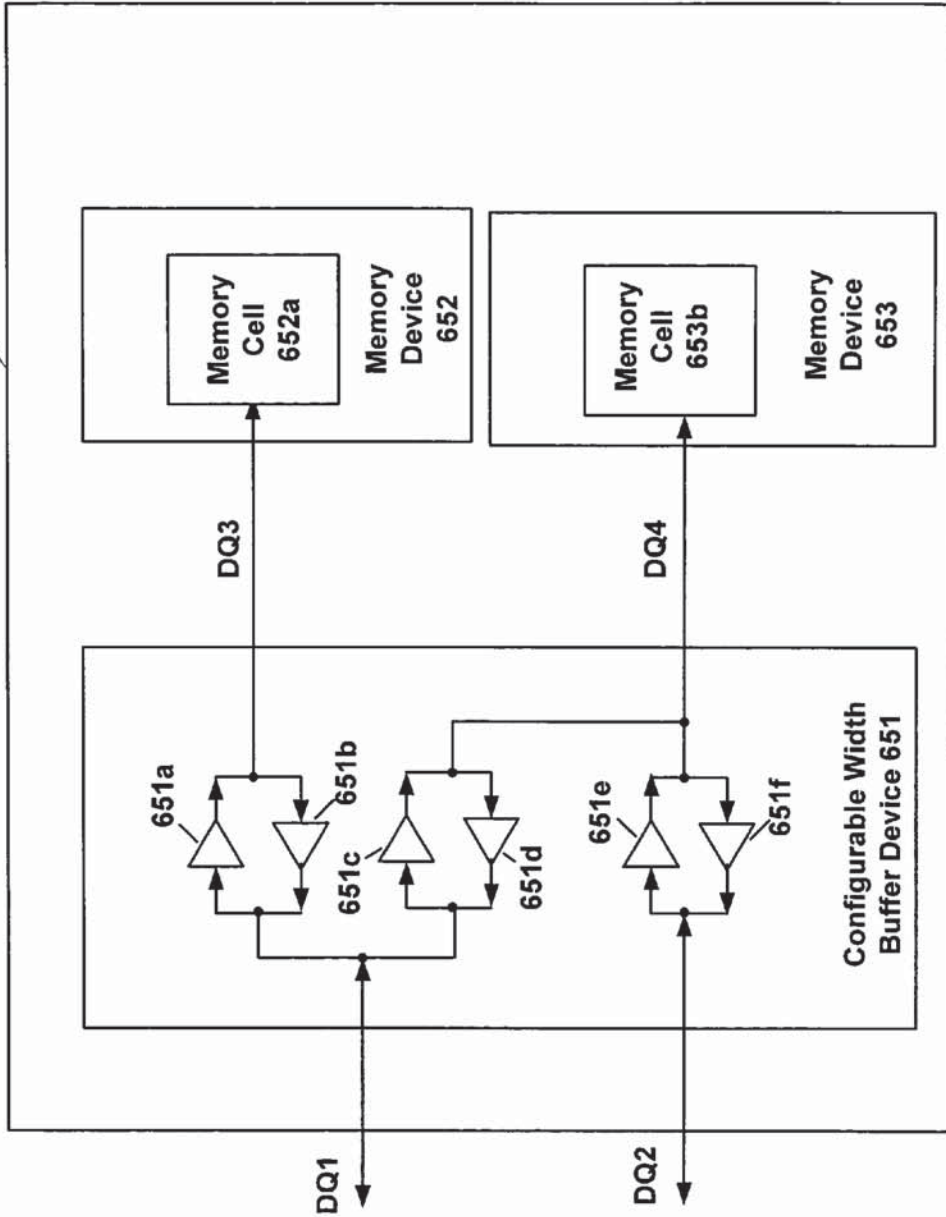 DQ1
DQ2
651a
651b
651c
651d
651e
651f
Configurable Width
Buffer Device 651
DQ3
DQ4
Memory
Cell
652a
Memory
Device
652
Memory
Cell
653b
Memory
Device
653